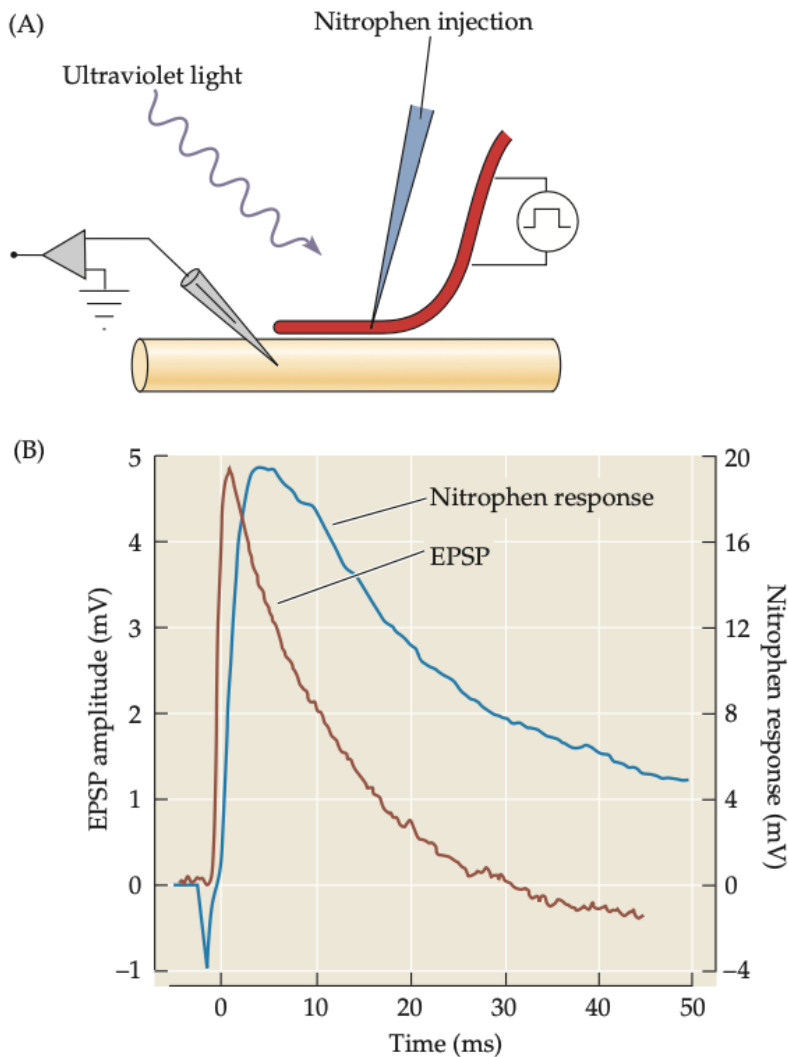 (A)
Nitrophen injection
Ultraviolet light
(B)
5
4
3
2
1
0
–1
EPSP amplitude (mV)
Nitrophen response
EPSP
20
16
12
8
4
0
–4
Nitrophen response (mV)
0 10 20 30 40 50
Time (ms)